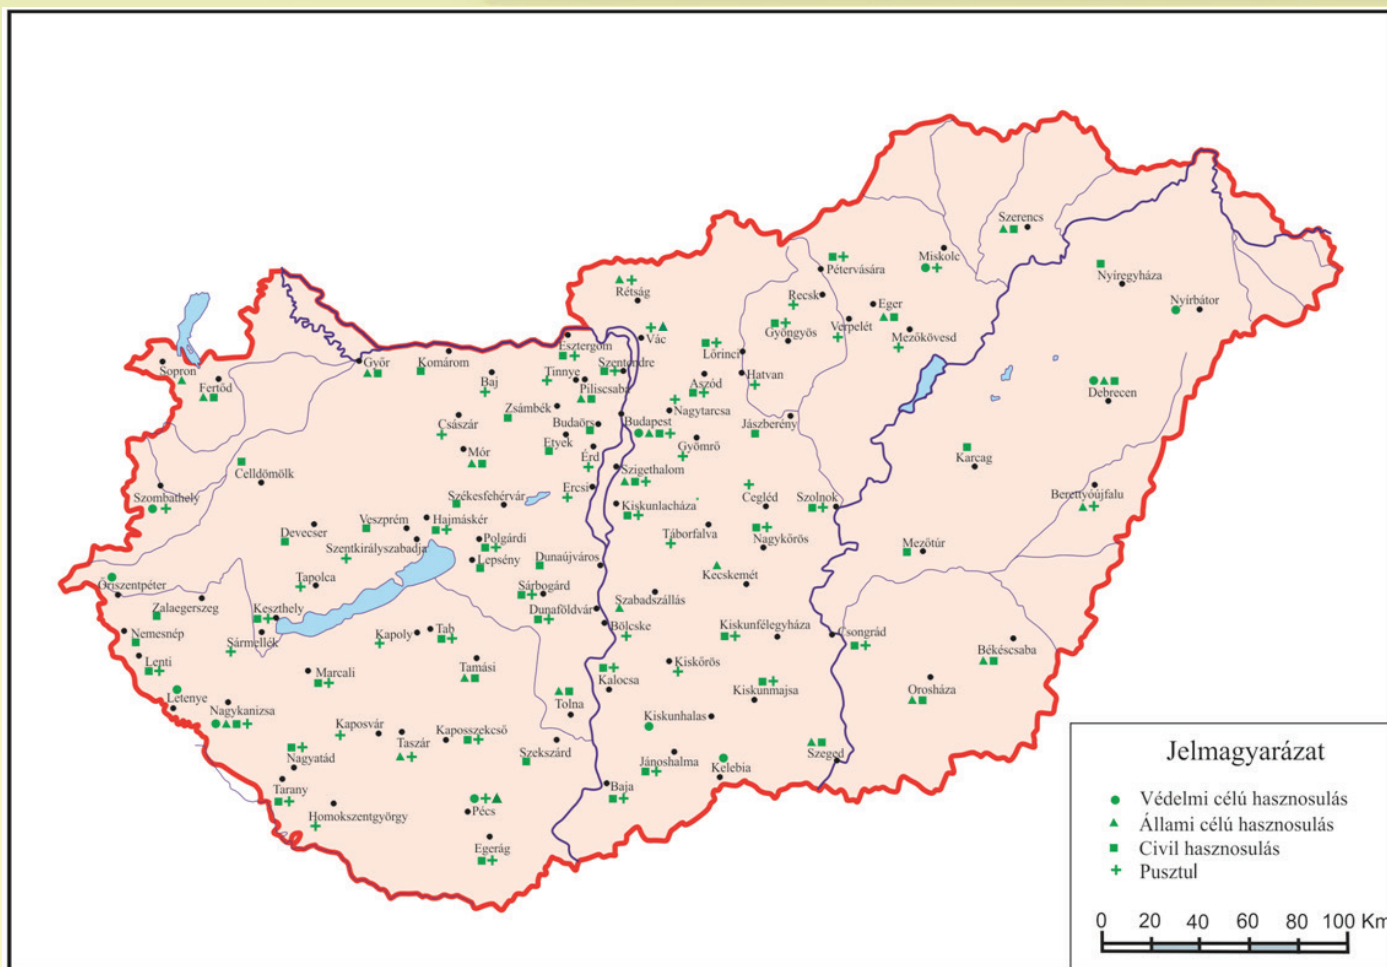 Szerencs
Miskolc
Pétervására
Nyíregyháza
Rétság
Recsk
Eger
Nyírbátor
Vác
Gyöngyös
Verpelét
Mezőkövesd
Esztergom
Lőrinci
Sopron
Győr
Komárom
Szentendre
Fertőd
Baj
Tinnye
Piliscsaba
Aszód
Hatvan
Debrecen
Zsámbék
Nagytarcsa
Császár
Budaörs
Budapest
Jászberény
Mór
Etyek
Érd
Gyömrő
Karcag
Celldömölk
Szigethalom
Szombathely
Székesfehérvár
Ercsi
Cegléd
Szolnok
Berettyóújfalu
Kiskunlacháza
Veszprém
Hajmáskér
Devecser
Szentkirályszabadja
Polgárdi
Táborfalva
Nagykőrös
Mezőtúr
Lepsény
Dunaújváros
Őriszentpéter
Tapolca
Kecskemét
Sárbogárd
Szabadszállás
Zalaegerszeg
Keszthely
Dunaföldvár
Nemesnép
Sármellék
Kapoly
Tab
Bölcske
Kiskunfélegyháza
Csongrád
Békéscsaba
Lenti
Marcali
Tamási
Kiskőrös
Kalocsa
Kiskunmajsa
Orosháza
Letenye
Nagykanizsa
Tolna
Kiskunhalas
Kaposvár
Taszár
Kaposszekcső
Szekszárd
Szeged
Nagyatád
Jánoshalma
Kelebia
Tarany
Baja
Homokszentgyörgy
Pécs
Egerág
Jelmagyarázat
Védelmi célú hasznosulás
Állami célú hasznosulás
Civil hasznosulás
Pusztul
0 20 40 60 80 100 Km